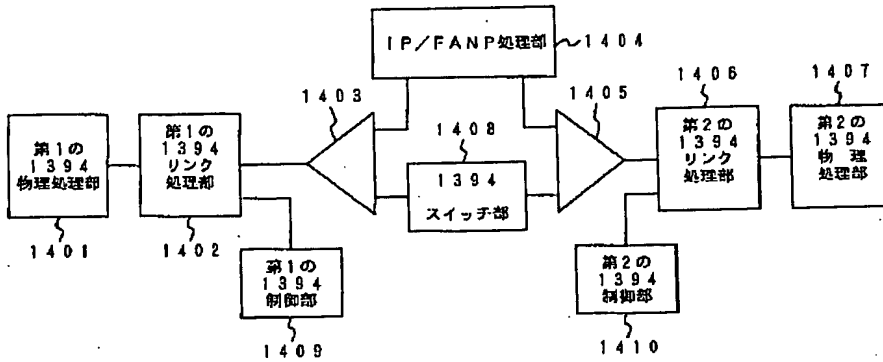 IP/FANP処理部
1404
1403
1405
1406
1407
1408
第1の
1394
物理処理部
第1の
1394
リンク
処理部
1394
スイッチ部
第2の
1394
リンク
処理部
第2の
1394
物理
処理部
1401
1402
第1の
1394
制御部
第2の
1394
制御部
1409
1410